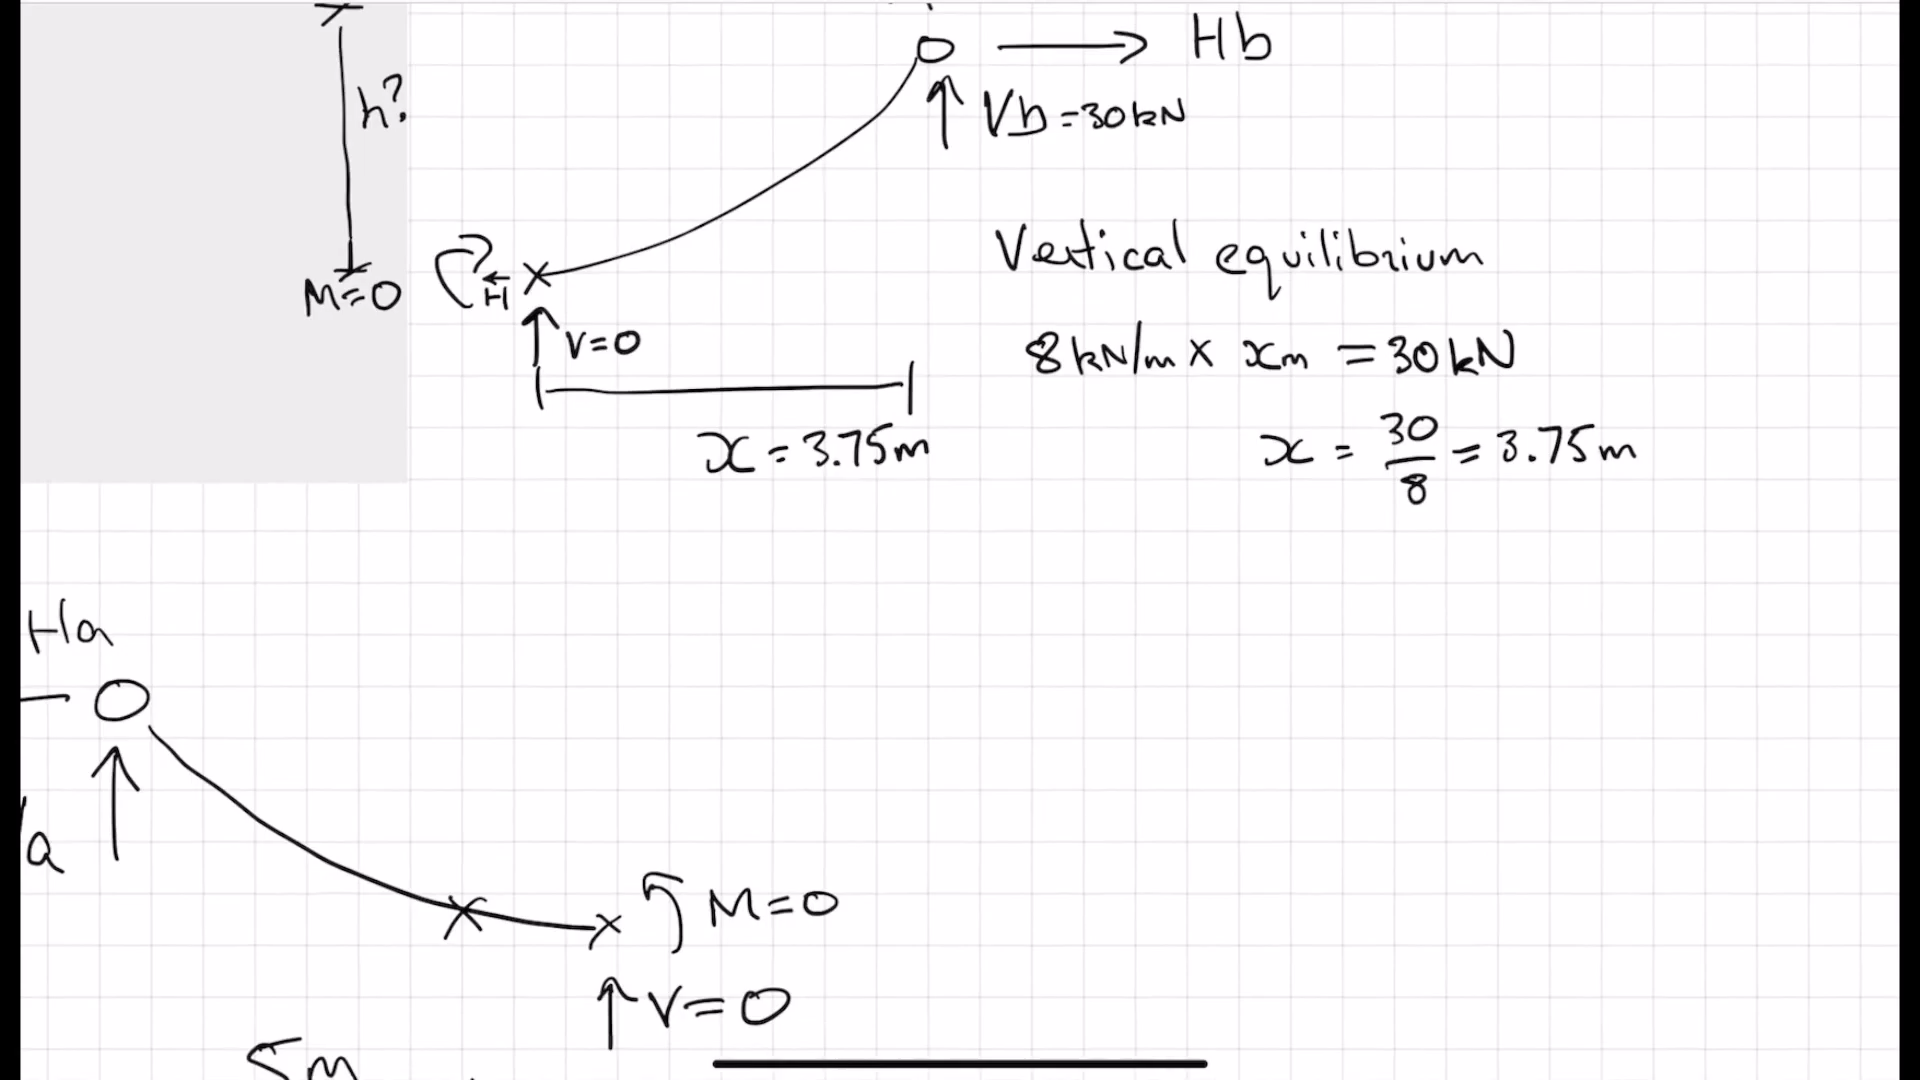 Hb
h?
Vb = 30kN
Vertical equilibrium
M=0
H
V=0
8kN/m x xm = 30kN
x = 3.75m
x = 30/8 = 3.75m
Ha
a
M=0
V=0
5m